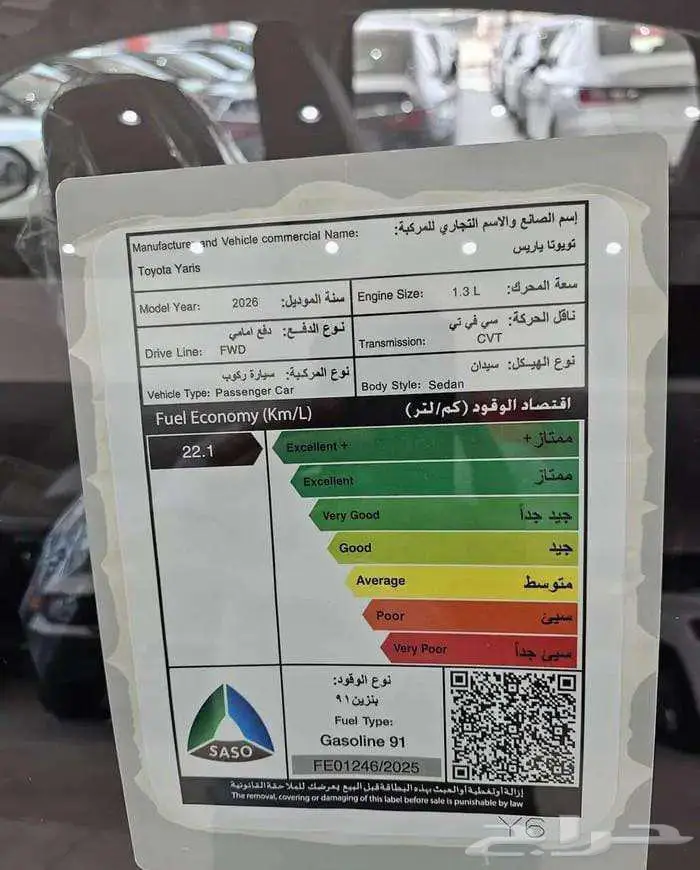 إسم الصانع والاسم التجاري للمركبة:
Manufacturer and Vehicle commercial Name:
تويوتا ياريس
Toyota Yaris
Model Year: 2026 سنة الموديل:
Engine Size: 1.3 L سعة المحرك:
نوع الدفع: دفع امامي
Drive Line: FWD
ناقل الحركة: سي في تي
Transmission: CVT
نوع المركبة: سيارة ركوب
Vehicle Type: Passenger Car
نوع الهيكل: سيدان
Body Style: Sedan
Fuel Economy (Km/L) اقتصاد الوقود (كم/لتر)
22.1
Excellent + ممتاز+
Excellent ممتاز
Very Good جيد جداً
Good جيد
Average متوسط
Poor سيئ
Very Poor سيئ جداً
SASO
نوع الوقود:
بنزين ٩١
Fuel Type:
Gasoline 91
FE01246/2025
إزالة أو تغطية أو العبث بهذه البطاقة قبل البيع يعرضك للملاحقة القانونية
The removal, covering or damaging of this label before sale is punishable by law
Y6
حراج